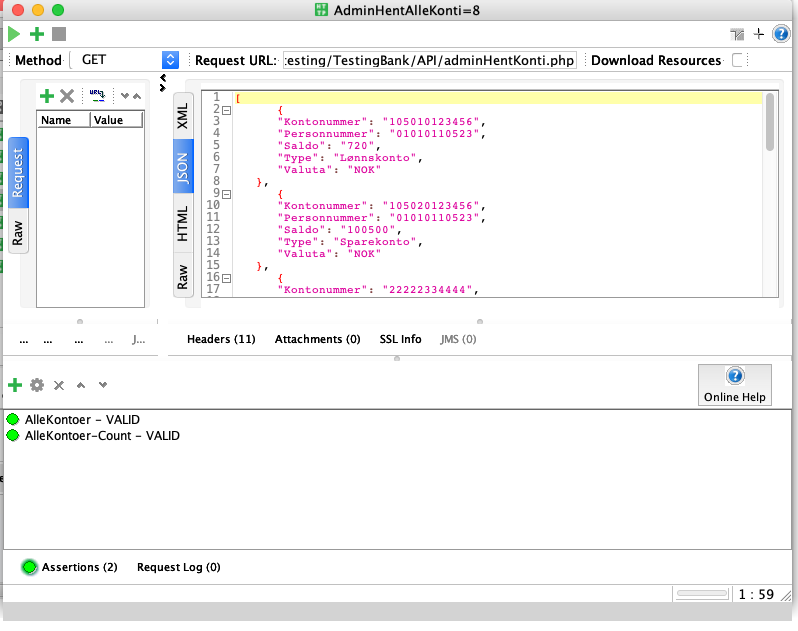 AdminHentAlleKonti=8
Method GET Request URL: :esting/TestingBank/API/adminHentKonti.php Download Resources
Name Value
Request
Raw
XML
JSON
HTML
Raw
1 [
2 {
3 "Kontonummer": "105010123456",
4 "Personnummer": "01010110523",
5 "Saldo": "720",
6 "Type": "Lønnskonto",
7 "Valuta": "NOK"
8 },
9 {
10 "Kontonummer": "105020123456",
11 "Personnummer": "01010110523",
12 "Saldo": "100500",
13 "Type": "Sparekonto",
14 "Valuta": "NOK"
15 },
16 {
17 "Kontonummer": "22222334444",
... ... ... ... J... Headers (11) Attachments (0) SSL Info JMS (0)
Online Help
AlleKontoer – VALID
AlleKontoer-Count – VALID
Assertions (2) Request Log (0)
1 : 59